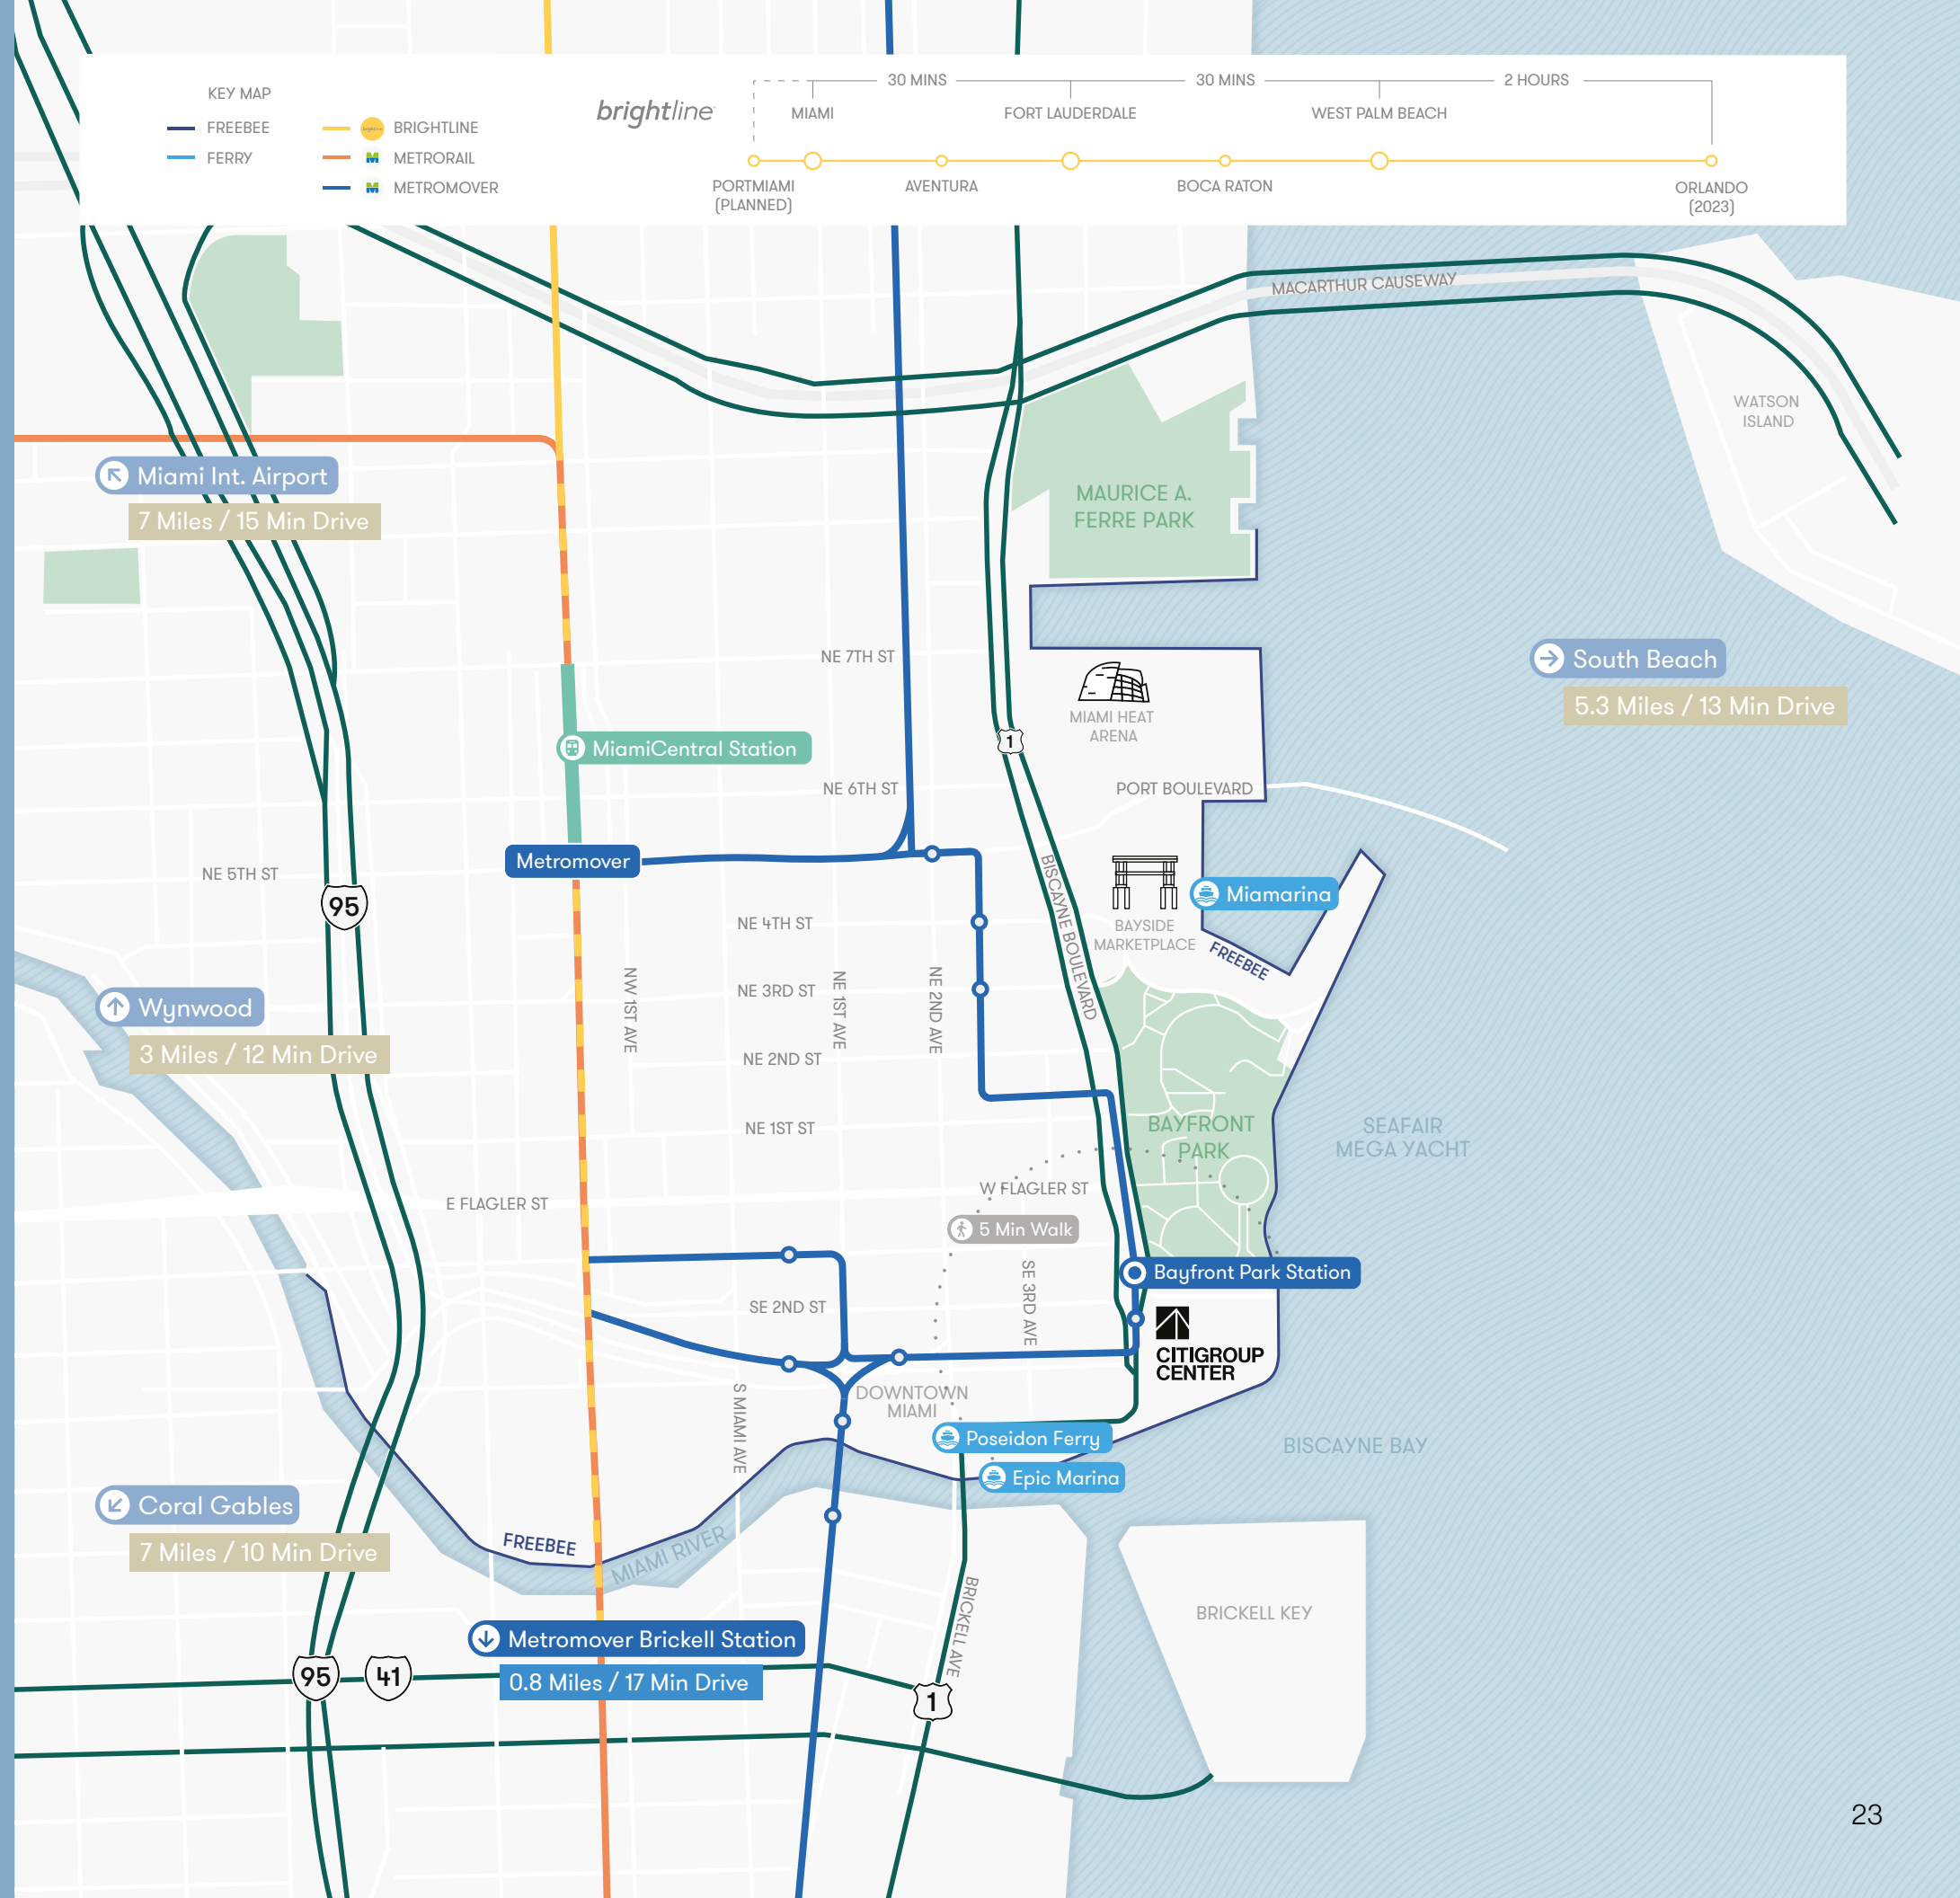 KEY MAP
FREEBEE
FERRY
BRIGHTLINE
METRORAIL
METROMOVER
brightline
30 MINS
30 MINS
2 HOURS
MIAMI
FORT LAUDERDALE
WEST PALM BEACH
PORTMIAMI
(PLANNED)
AVENTURA
BOCA RATON
ORLANDO
(2023)
MACARTHUR CAUSEWAY
WATSON
ISLAND
Miami Int. Airport
7 Miles / 15 Min Drive
MAURICE A.
FERRE PARK
NE 7TH ST
South Beach
5.3 Miles / 13 Min Drive
MIAMI HEAT
ARENA
1
MiamiCentral Station
NE 6TH ST
PORT BOULEVARD
Metromover
NE 5TH ST
95
BISCAYNE BOULEVARD
Miamarina
NE 4TH ST
BAYSIDE
MARKETPLACE
FREEBEE
NW 1ST AVE
NE 3RD ST
NE 1ST AVE
NE 2ND AVE
Wynwood
3 Miles / 12 Min Drive
NE 2ND ST
NE 1ST ST
BAYFRONT
PARK
SEAFAIR
MEGA YACHT
E FLAGLER ST
W FLAGLER ST
5 Min Walk
Bayfront Park Station
SE 2ND ST
SE 3RD AVE
CITIGROUP
CENTER
S MIAMI AVE
DOWNTOWN
MIAMI
Poseidon Ferry
Epic Marina
BISCAYNE BAY
Coral Gables
7 Miles / 10 Min Drive
FREEBEE
MIAMI RIVER
BRICKELL AVE
BRICKELL KEY
Metromover Brickell Station
0.8 Miles / 17 Min Drive
95
41
1
23